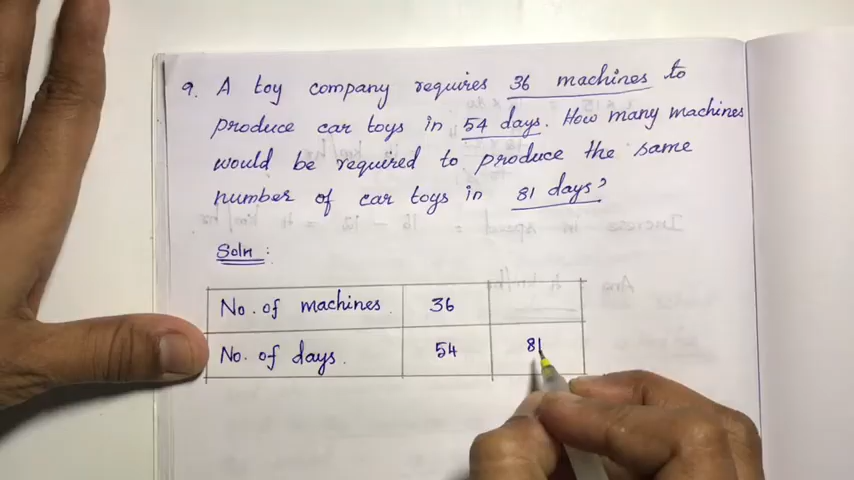 9. A toy company requires 36 machines to
produce car toys in 54 days. How many machines
would be required to produce the same
number of car toys in 81 days?
Soln :
No. of machines 36
No. of days. 54 81